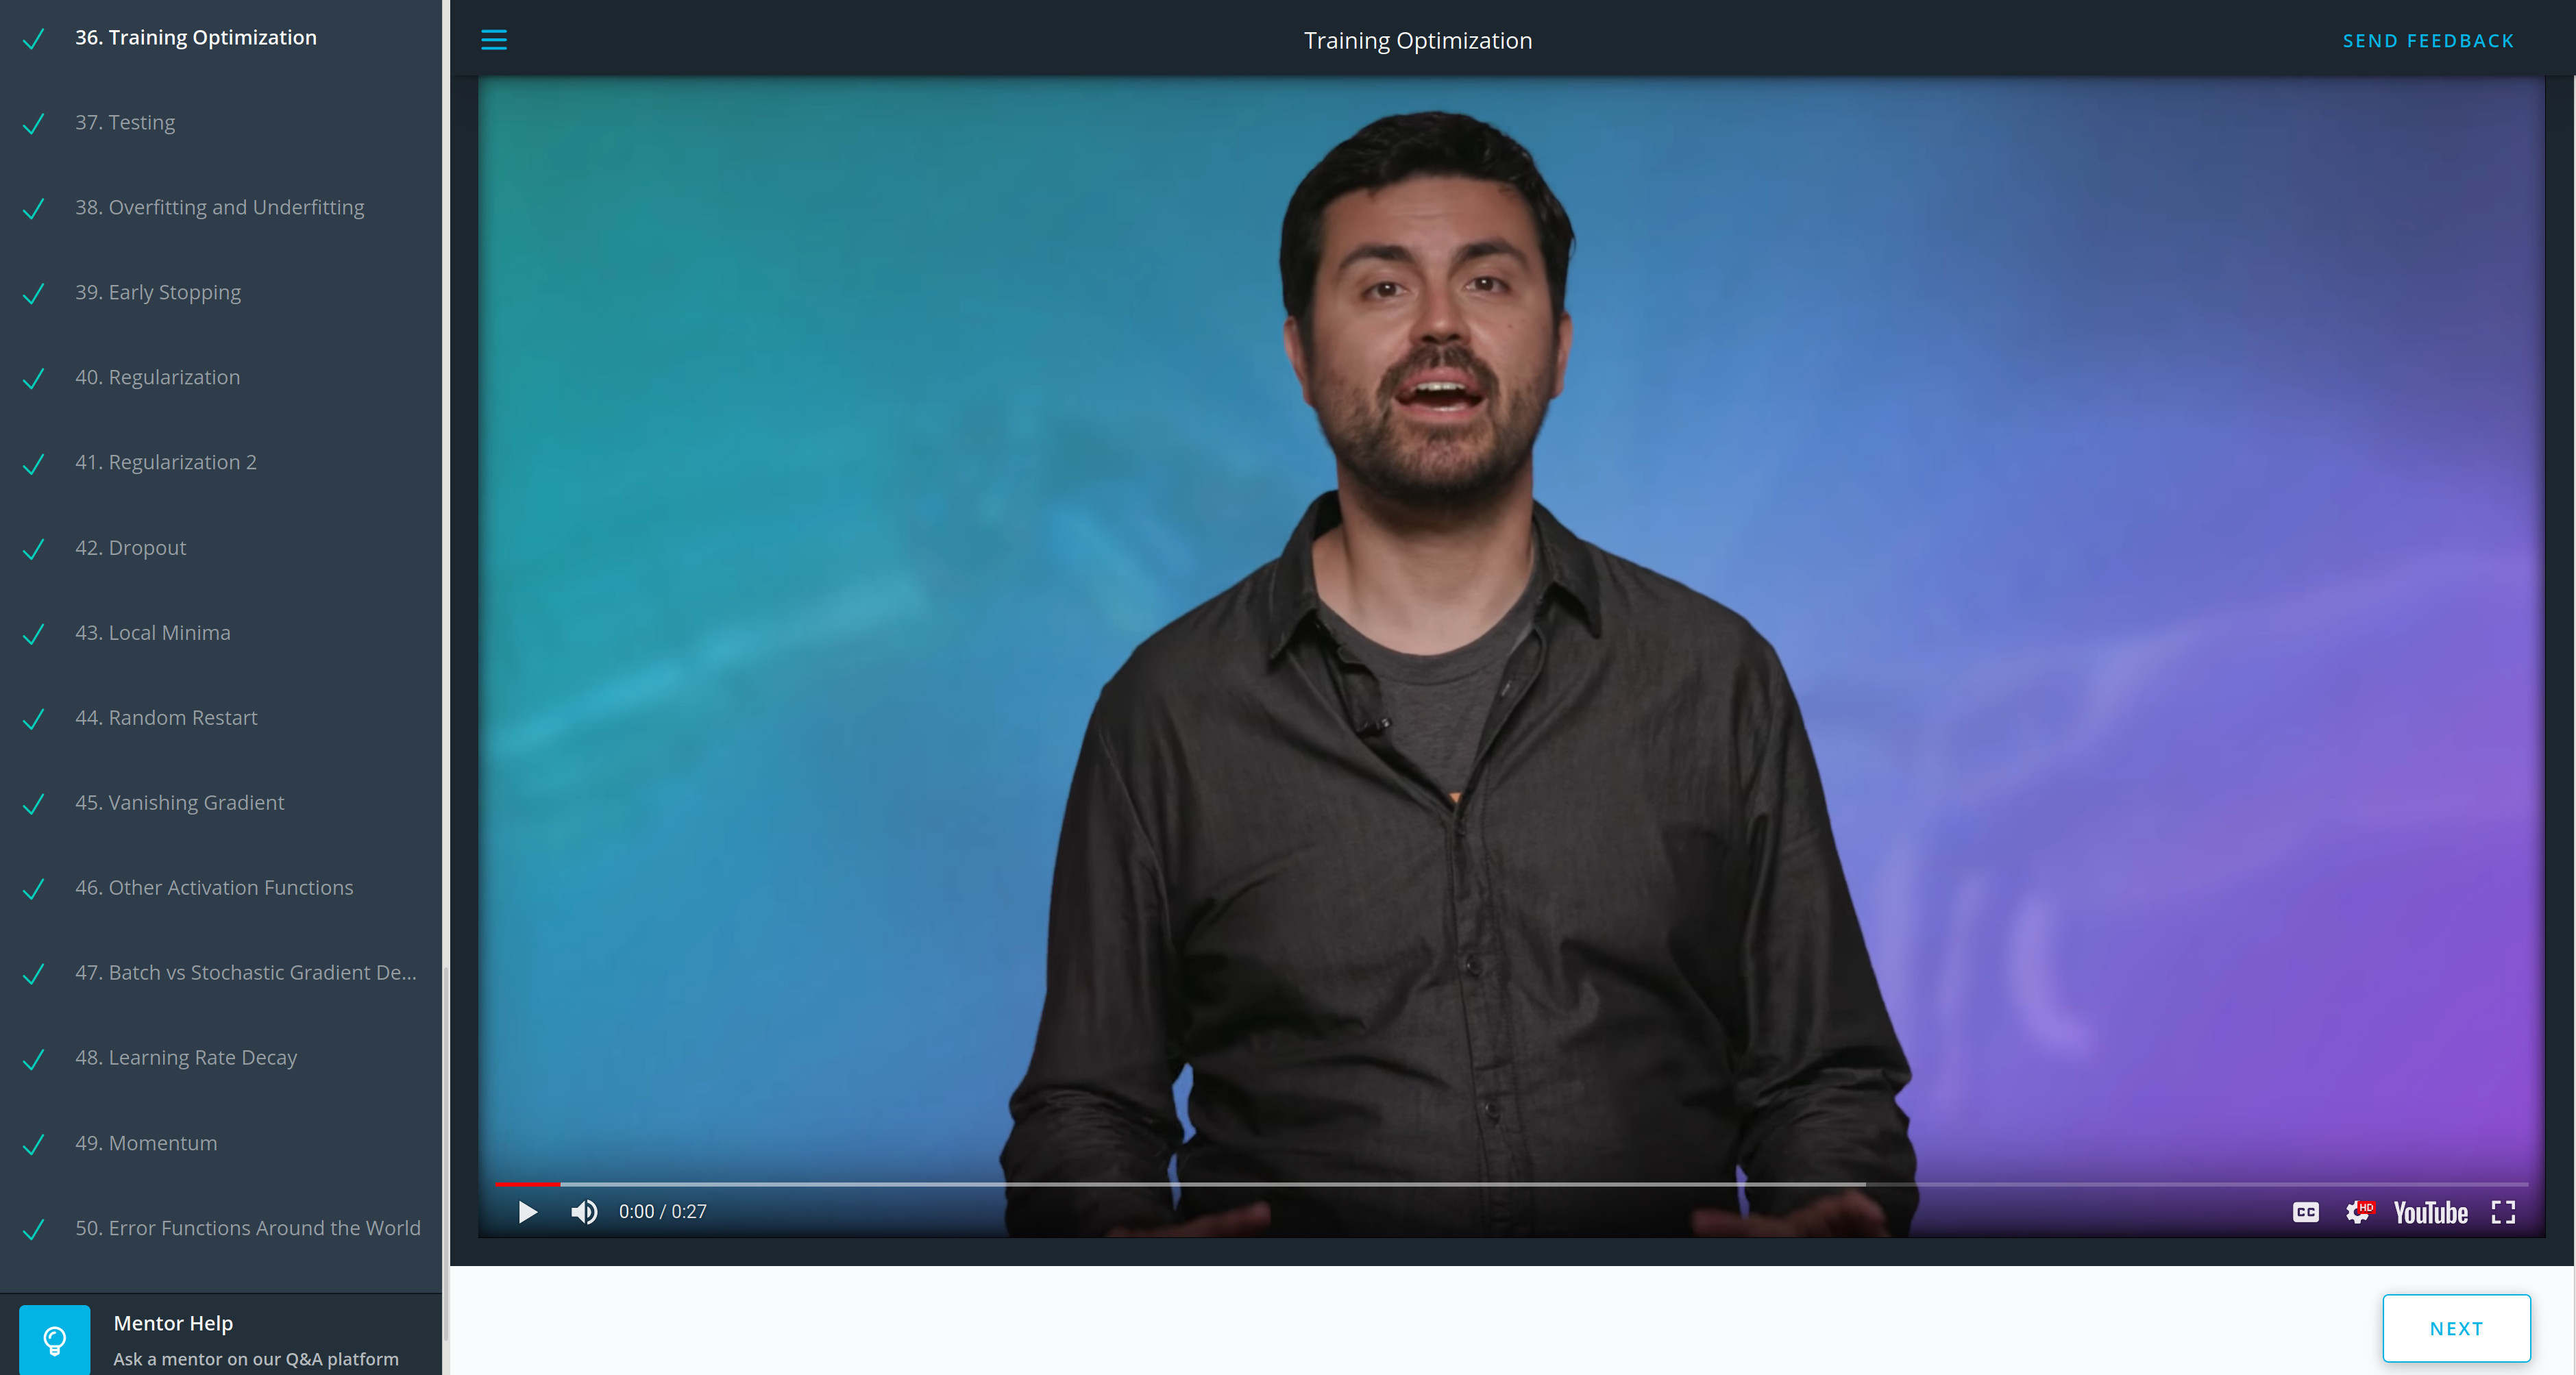 36. Training Optimization
37. Testing
38. Overfitting and Underfitting
39. Early Stopping
40. Regularization
41. Regularization 2
42. Dropout
43. Local Minima
44. Random Restart
45. Vanishing Gradient
46. Other Activation Functions
47. Batch vs Stochastic Gradient De...
48. Learning Rate Decay
49. Momentum
50. Error Functions Around the World
Mentor Help
Ask a mentor on our Q&A platform
Training Optimization
SEND FEEDBACK
0:00 / 0:27
CC
HD
YouTube
NEXT